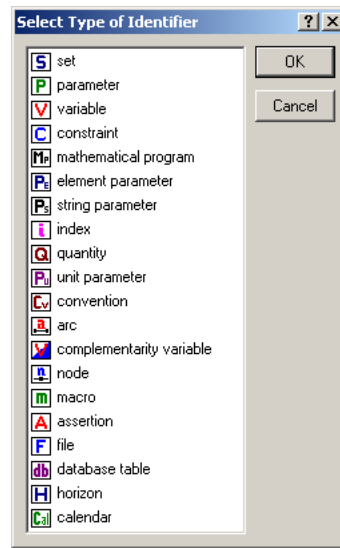 Select Type of Identifier ? ×
S set OK
P parameter
V variable Cancel
C constraint
MP mathematical program
PE element parameter
PS string parameter
i index
Q quantity
Pu unit parameter
Cv convention
a arc
V complementarity variable
n node
m macro
A assertion
F file
db database table
H horizon
Cal calendar